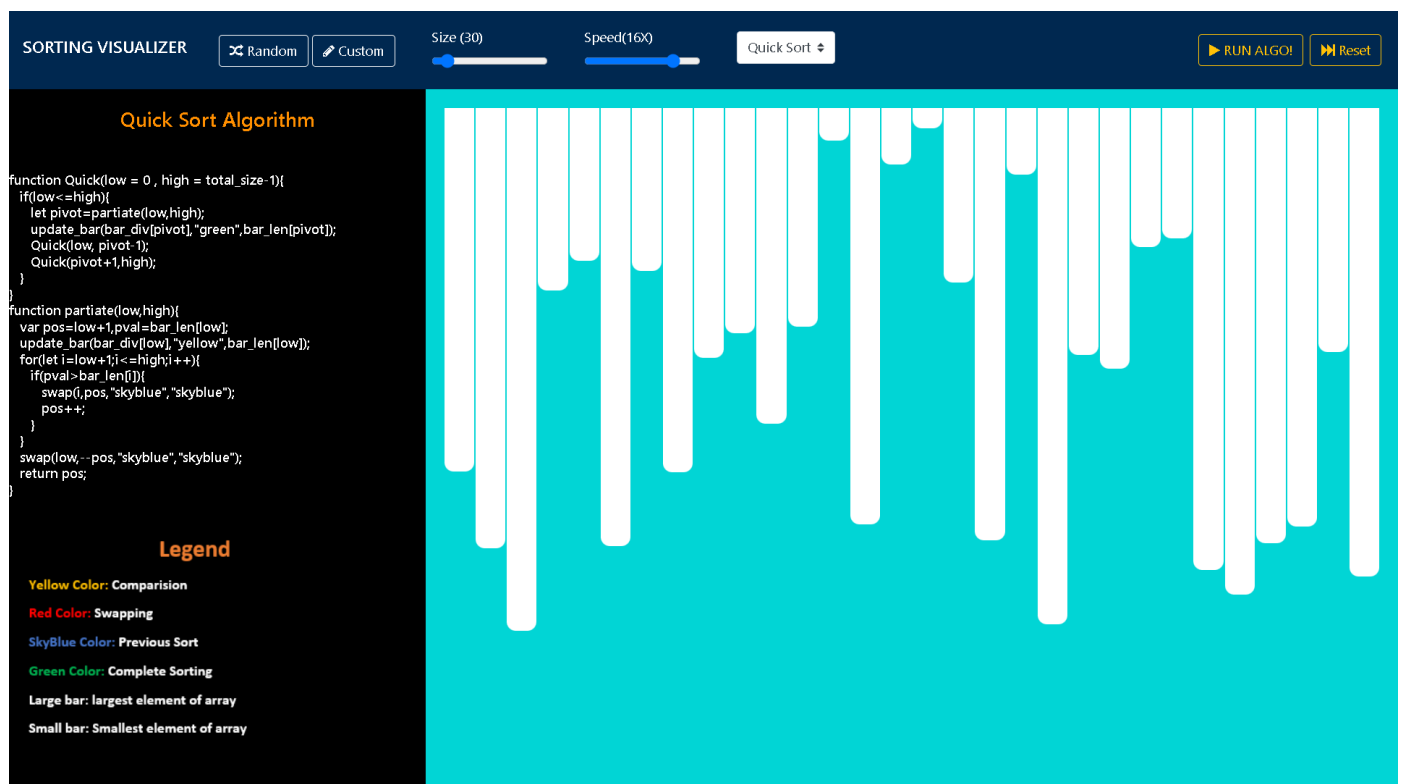 SORTING VISUALIZER
Random
Custom
Size (30)
Speed(16X)
Quick Sort
RUN ALGO!
Reset
Quick Sort Algorithm
function Quick(low = 0 , high = total_size-1){
if(low<=high){
let pivot=partiate(low,high);
update_bar(bar_div[pivot],"green",bar_len[pivot]);
Quick(low, pivot-1);
Quick(pivot+1,high);
}
}
function partiate(low,high){
var pos=low+1,pval=bar_len[low];
update_bar(bar_div[low],"yellow",bar_len[low]);
for(let i=low+1;i<=high;i++){
if(pval>bar_len[i]){
swap(i,pos,"skyblue","skyblue");
pos++;
}
}
swap(low,--pos,"skyblue","skyblue");
return pos;
}
Legend
Yellow Color: Comparision
Red Color: Swapping
SkyBlue Color: Previous Sort
Green Color: Complete Sorting
Large bar: largest element of array
Small bar: Smallest element of array